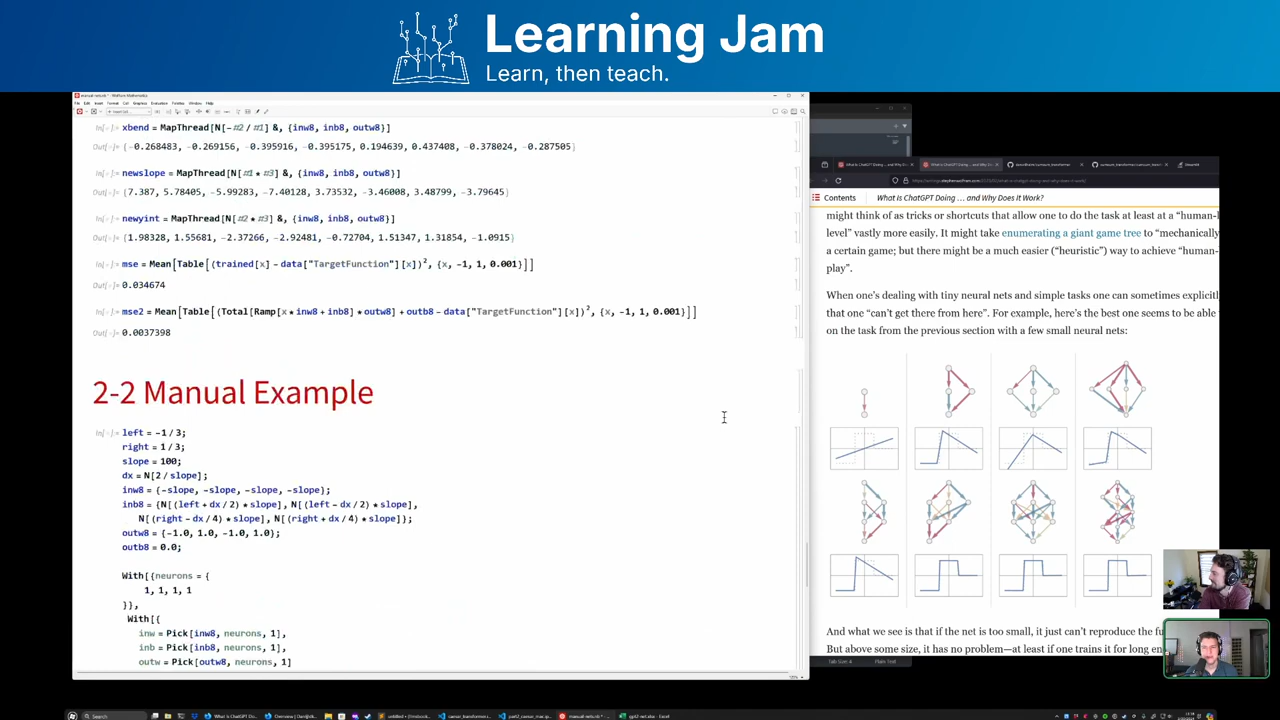 Learning Jam
Learn, then teach.
xbend = MapThread[N[-#2 / #1] &, {inw8, inb8, outw8}]
{-0.268483, -0.269156, -0.395916, -0.395175, 0.194639, 0.437408, -0.378024, -0.287505}
newslope = MapThread[N[#1 * #3] &, {inw8, inb8, outw8}]
{7.387, 5.78405, -5.99283, -7.40128, 3.73532, -3.46008, 3.48799, -3.79645}
newyint = MapThread[N[#2 * #3] &, {inw8, inb8, outw8}]
{1.98328, 1.55681, -2.37266, -2.92481, -0.72704, 1.51347, 1.31854, -1.0915}
mse = Mean[Table[(trained[x] - data["TargetFunction"][x])², {x, -1, 1, 0.001}]]
0.034674
mse2 = Mean[Table[(Total[Ramp[x * inw8 + inb8] * outw8] + outb8 - data["TargetFunction"][x])², {x, -1, 1, 0.001}]]
0.0037398
2-2 Manual Example
left = -1 / 3;
right = 1 / 3;
slope = 100;
dx = N[2 / slope];
inw8 = {-slope, -slope, -slope, -slope};
inb8 = {N[(left + dx / 2) * slope], N[(left - dx / 2) * slope],
N[(right - dx / 4) * slope], N[(right + dx / 4) * slope]};
outw8 = {-1.0, 1.0, -1.0, 1.0};
outb8 = 0.0;
With[{neurons = {
1, 1, 1, 1
}},
With[{
inw = Pick[inw8, neurons, 1],
inb = Pick[inb8, neurons, 1],
outw = Pick[outw8, neurons, 1]
Contents What Is ChatGPT Doing … and Why Does It Work?
might think of as tricks or shortcuts that allow one to do the task at least at a "human-l
level" vastly more easily. It might take enumerating a giant game tree to "mechanically
a certain game; but there might be a much easier ("heuristic") way to achieve "human-
play".
When one's dealing with tiny neural nets and simple tasks one can sometimes explicitly
that one "can't get there from here". For example, here's the best one seems to be able
on the task from the previous section with a few small neural nets:
And what we see is that if the net is too small, it just can't reproduce the fu
But above some size, it has no problem—at least if one trains it for long en
Tab Size: 4 Plain Text
Search